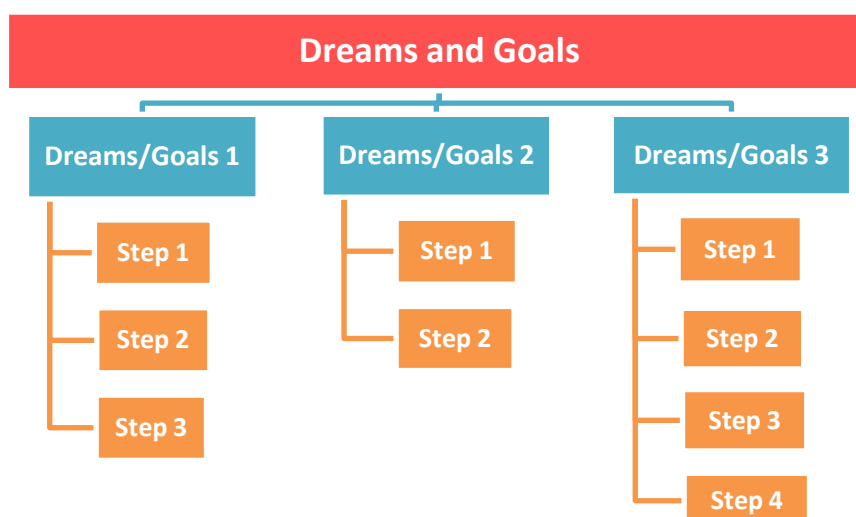 Dreams and Goals
Dreams/Goals 1
Step 1
Step 2
Step 3
Dreams/Goals 2
Step 1
Step 2
Dreams/Goals 3
Step 1
Step 2
Step 3
Step 4